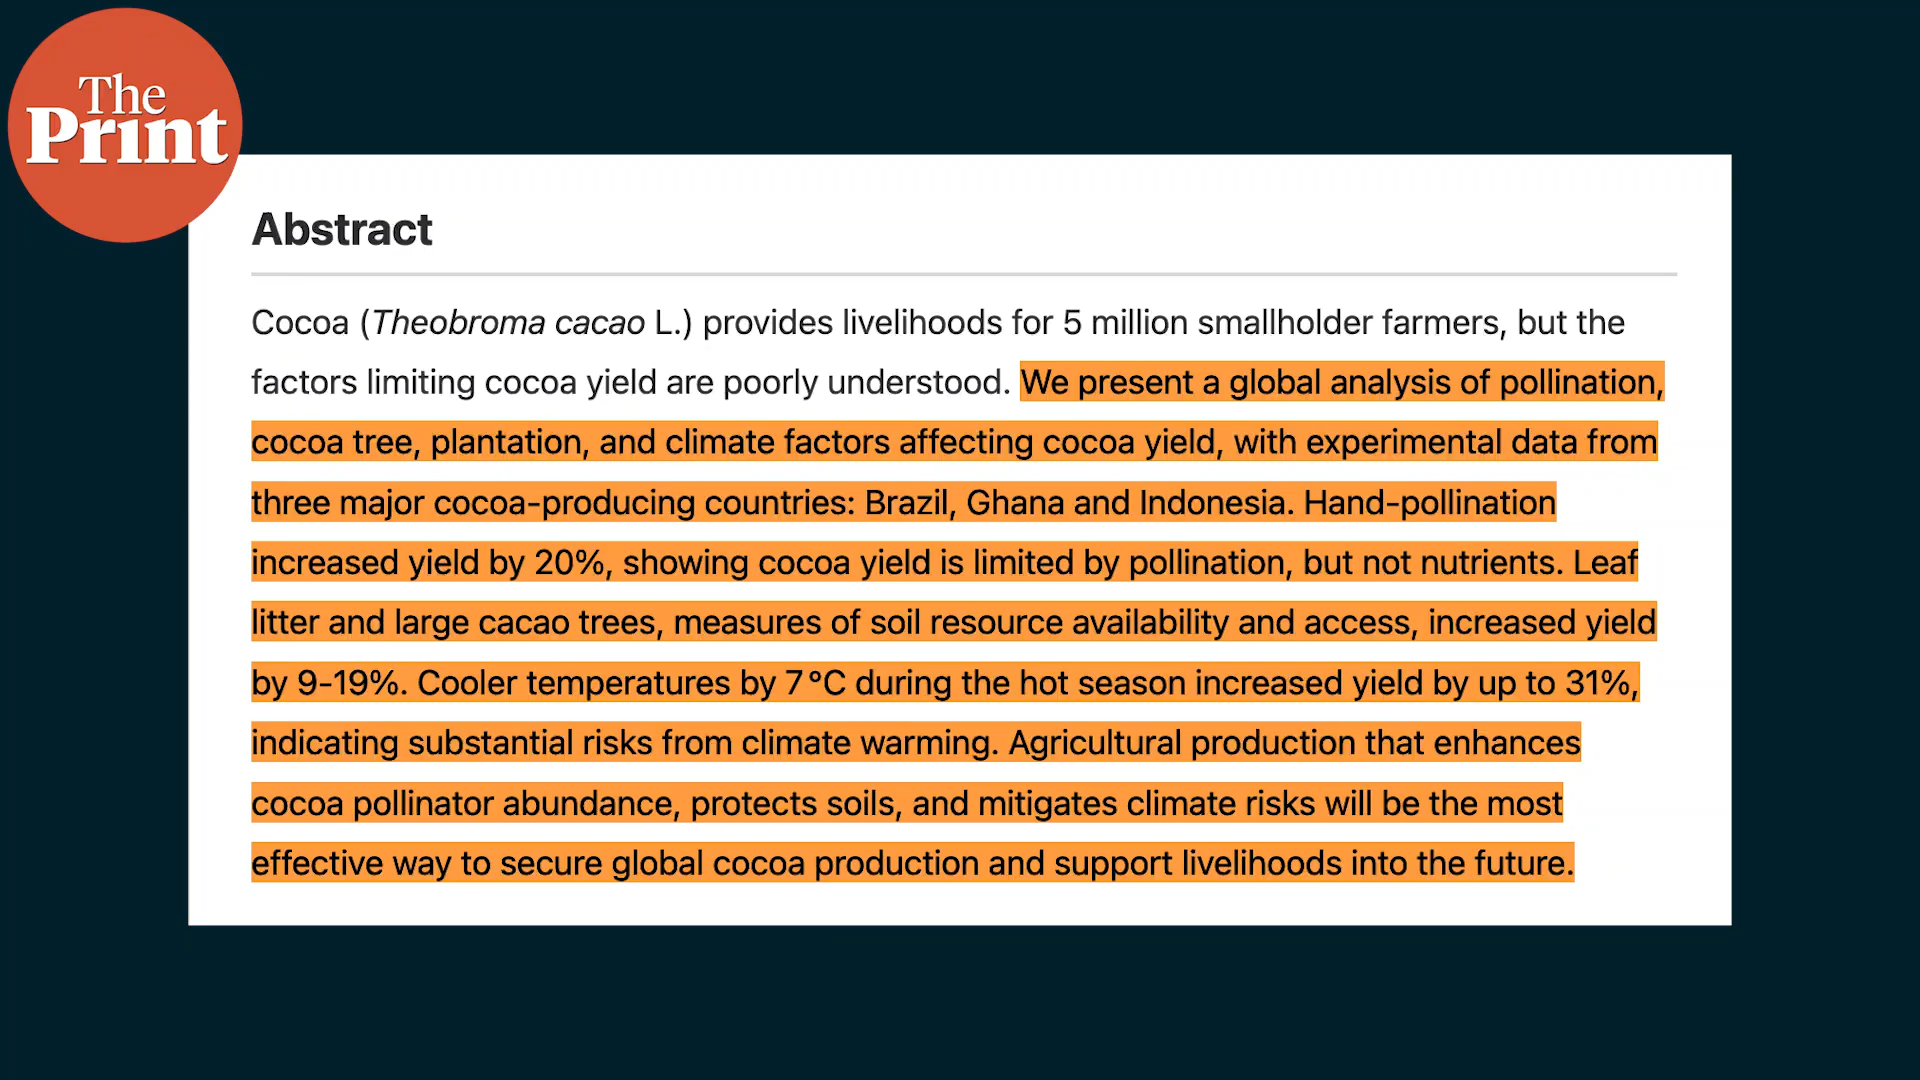 The
Print
Abstract
Cocoa (Theobroma cacao L.) provides livelihoods for 5 million smallholder farmers, but the
factors limiting cocoa yield are poorly understood. We present a global analysis of pollination,
cocoa tree, plantation, and climate factors affecting cocoa yield, with experimental data from
three major cocoa-producing countries: Brazil, Ghana and Indonesia. Hand-pollination
increased yield by 20%, showing cocoa yield is limited by pollination, but not nutrients. Leaf
litter and large cacao trees, measures of soil resource availability and access, increased yield
by 9-19%. Cooler temperatures by 7 °C during the hot season increased yield by up to 31%,
indicating substantial risks from climate warming. Agricultural production that enhances
cocoa pollinator abundance, protects soils, and mitigates climate risks will be the most
effective way to secure global cocoa production and support livelihoods into the future.